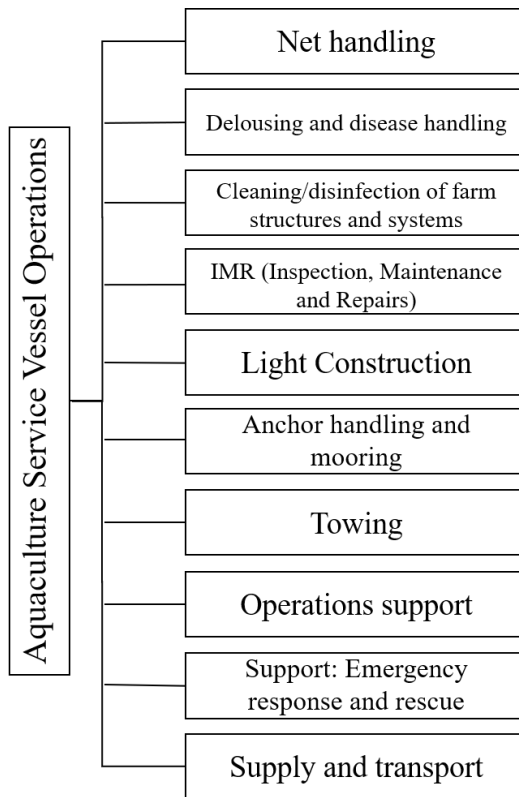 Aquaculture Service Vessel Operations
Net handling
Delousing and disease handling
Cleaning/disinfection of farm
structures and systems
IMR (Inspection, Maintenance
and Repairs)
Light Construction
Anchor handling and
mooring
Towing
Operations support
Support: Emergency
response and rescue
Supply and transport